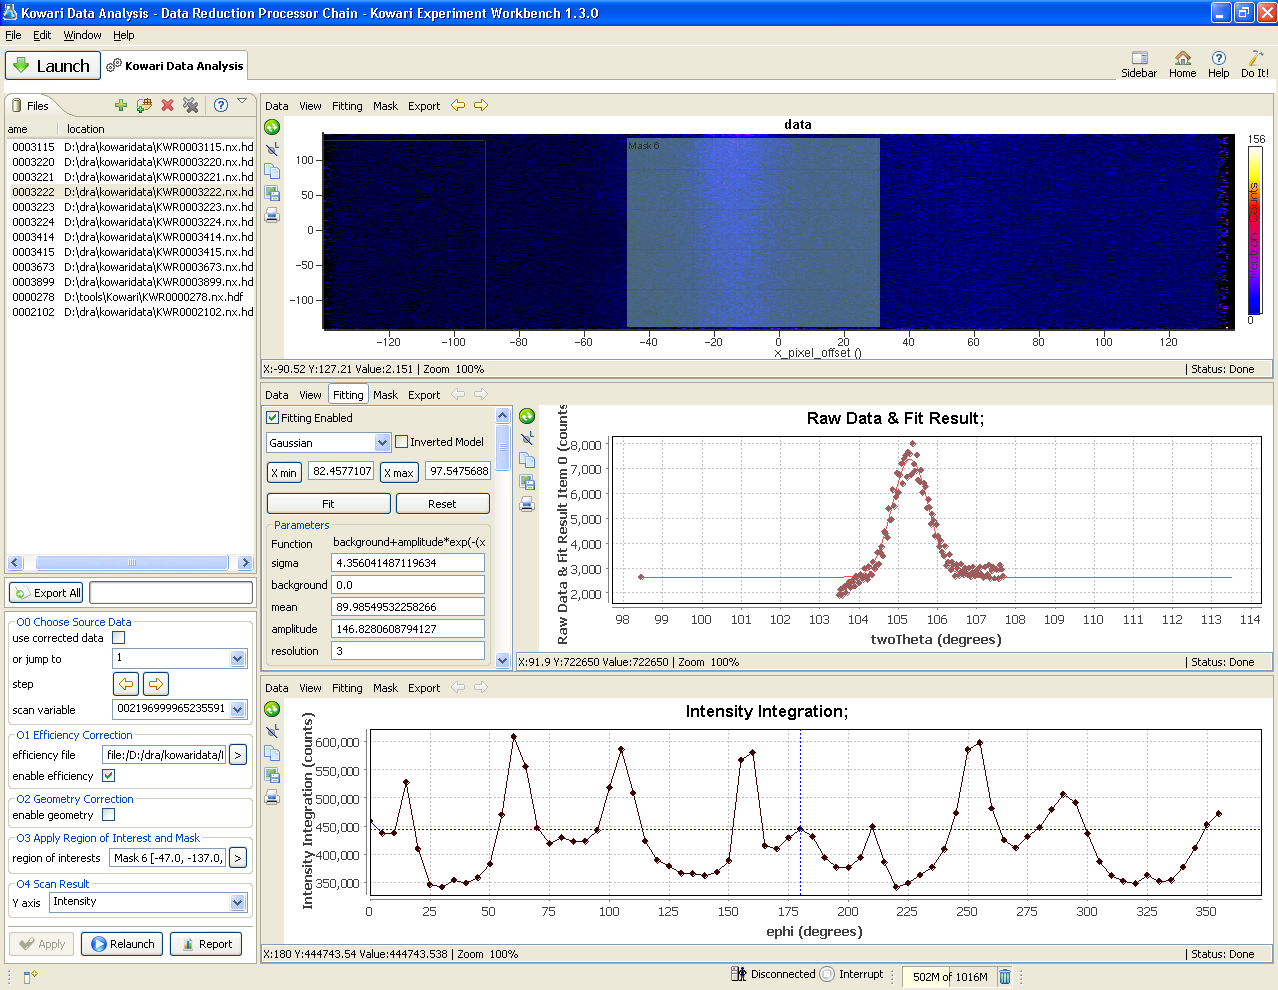 Kowari Data Analysis - Data Reduction Processor Chain - Kowari Experiment Workbench 1.3.0
File Edit Window Help
Launch Kowari Data Analysis Sidebar Home Help Do It!
Files
ame location
0003115 D:\dra\kowaridata\KWR0003115.nx.hd
0003220 D:\dra\kowaridata\KWR0003220.nx.hd
0003221 D:\dra\kowaridata\KWR0003221.nx.hd
0003222 D:\dra\kowaridata\KWR0003222.nx.hd
0003223 D:\dra\kowaridata\KWR0003223.nx.hd
0003224 D:\dra\kowaridata\KWR0003224.nx.hd
0003414 D:\dra\kowaridata\KWR0003414.nx.hd
0003415 D:\dra\kowaridata\KWR0003415.nx.hd
0003673 D:\dra\kowaridata\KWR0003673.nx.hd
0003899 D:\dra\kowaridata\KWR0003899.nx.hd
0000278 D:\tools\Kowari\KWR0000278.nx.hdf
0002102 D:\dra\kowaridata\KWR0002102.nx.hd
Export All
O0 Choose Source Data
use corrected data
or jump to 1
step
scan variable 002196999965235591
O1 Efficiency Correction
efficiency file file:/D:/dra/kowaridata/I >
enable efficiency
O2 Geometry Correction
enable geometry
O3 Apply Region of Interest and Mask
region of interests Mask 6 [-47.0, -137.0, >
O4 Scan Result
Y axis Intensity
Apply Relaunch Report
Data View Fitting Mask Export
data
Mask 6
100
50
0
-50
-100
-120 -100 -80 -60 -40 -20 0 20 40 60 80 100 120
x_pixel_offset ()
156
Neutron Counts
0
X:-90.52 Y:127.21 Value:2.151 | Zoom 100% | Status: Done
Data View Fitting Mask Export
Fitting Enabled
Gaussian Inverted Model
X min 82.4577107 X max 97.5475688
Fit Reset
Parameters
Function background+amplitude*exp(-(x
sigma 4.356041487119634
background 0.0
mean 89.98549532258266
amplitude 146.8280608794127
resolution 3
Raw Data & Fit Result;
Raw Data & Fit Result Item 0 (counts
8,000
7,000
6,000
5,000
4,000
3,000
2,000
98 99 100 101 102 103 104 105 106 107 108 109 110 111 112 113 114
twoTheta (degrees)
X:91.9 Y:722650 Value:722650 | Zoom 100% | Status: Done
Data View Fitting Mask Export
Intensity Integration;
Intensity Integration (counts)
600,000
550,000
500,000
450,000
400,000
350,000
0 25 50 75 100 125 150 175 200 225 250 275 300 325 350
ephi (degrees)
X:180 Y:444743.54 Value:444743.538 | Zoom 100% | Status: Done
Disconnected Interrupt 502M of 1016M